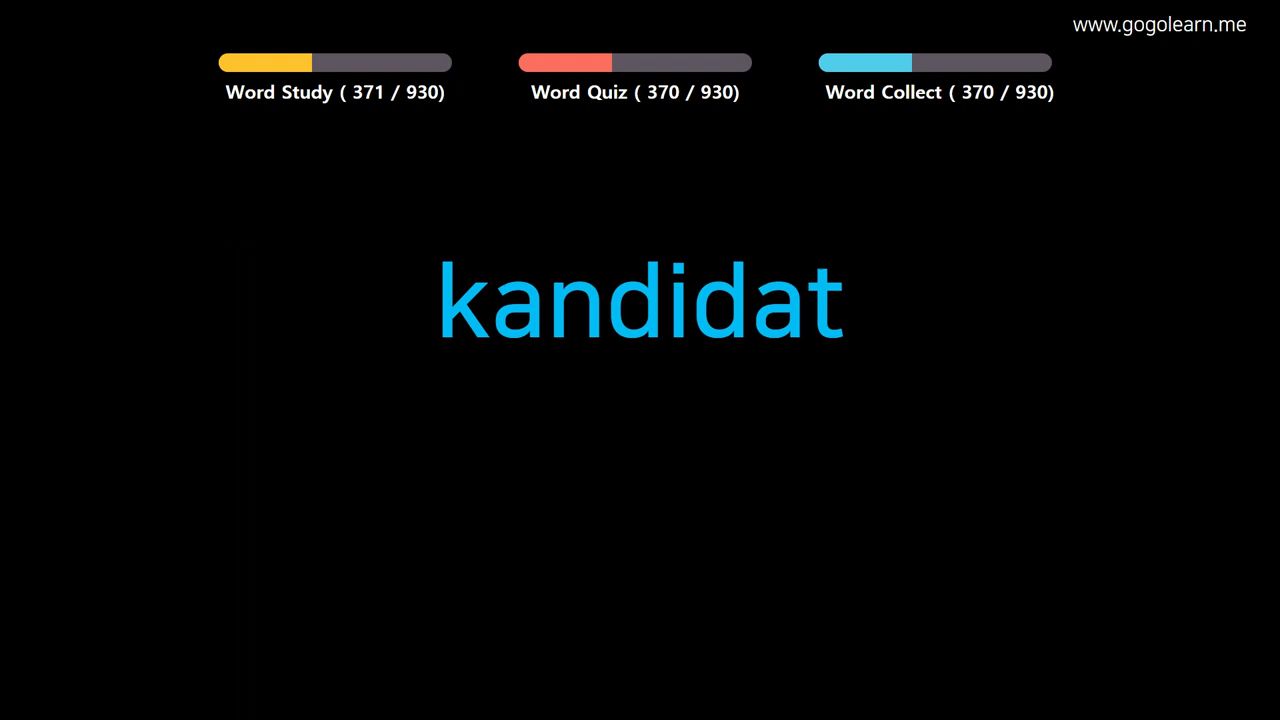 www.gogolearn.me
Word Study ( 371 / 930)
Word Quiz ( 370 / 930)
Word Collect ( 370 / 930)
kandidat